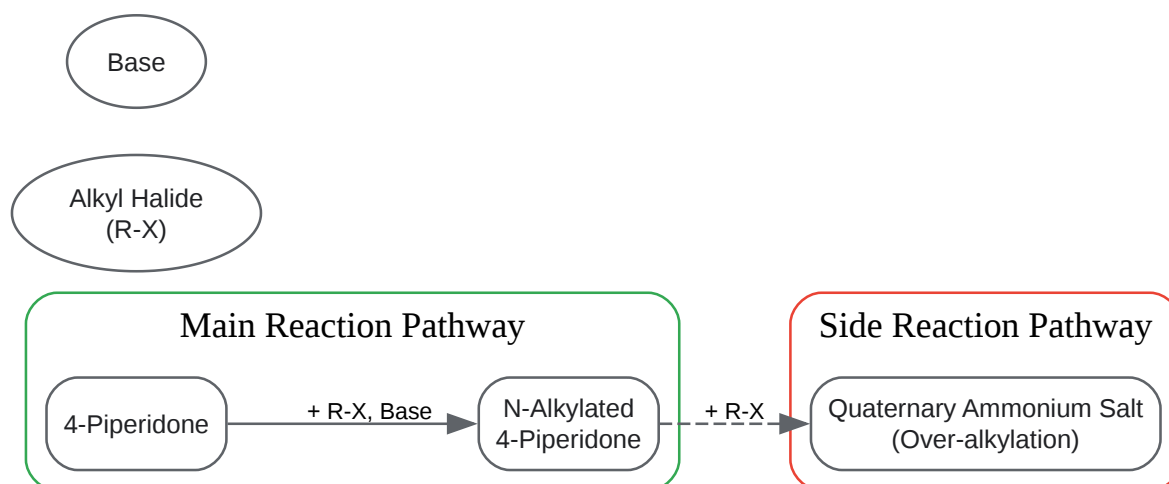 Base
Alkyl Halide
(R-X)
Main Reaction Pathway
Side Reaction Pathway
4-Piperidone
+ R-X, Base
N-Alkylated
4-Piperidone
+ R-X
Quaternary Ammonium Salt
(Over-alkylation)